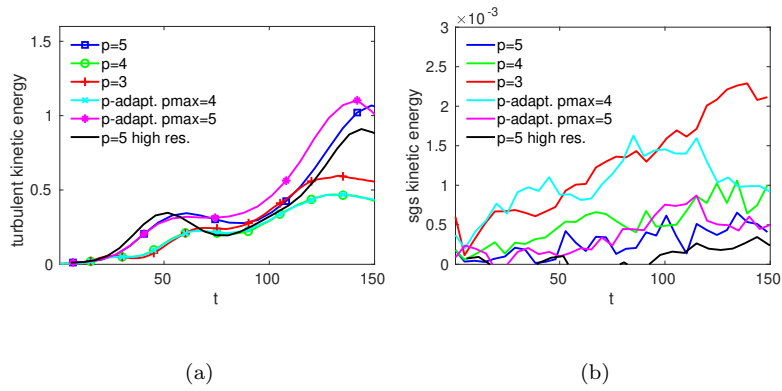 turbulent kinetic energy
1.5
1
0.5
0
p=5
p=4
p=3
p-adapt. pmax=4
p-adapt. pmax=5
p=5 high res.
0
50
100
150
t
(a)
×10⁻³
sgs kinetic energy
3
2.5
2
1.5
1
0.5
0
p=5
p=4
p=3
p-adapt. pmax=4
p-adapt. pmax=5
p=5 high res.
50
100
150
t
(b)